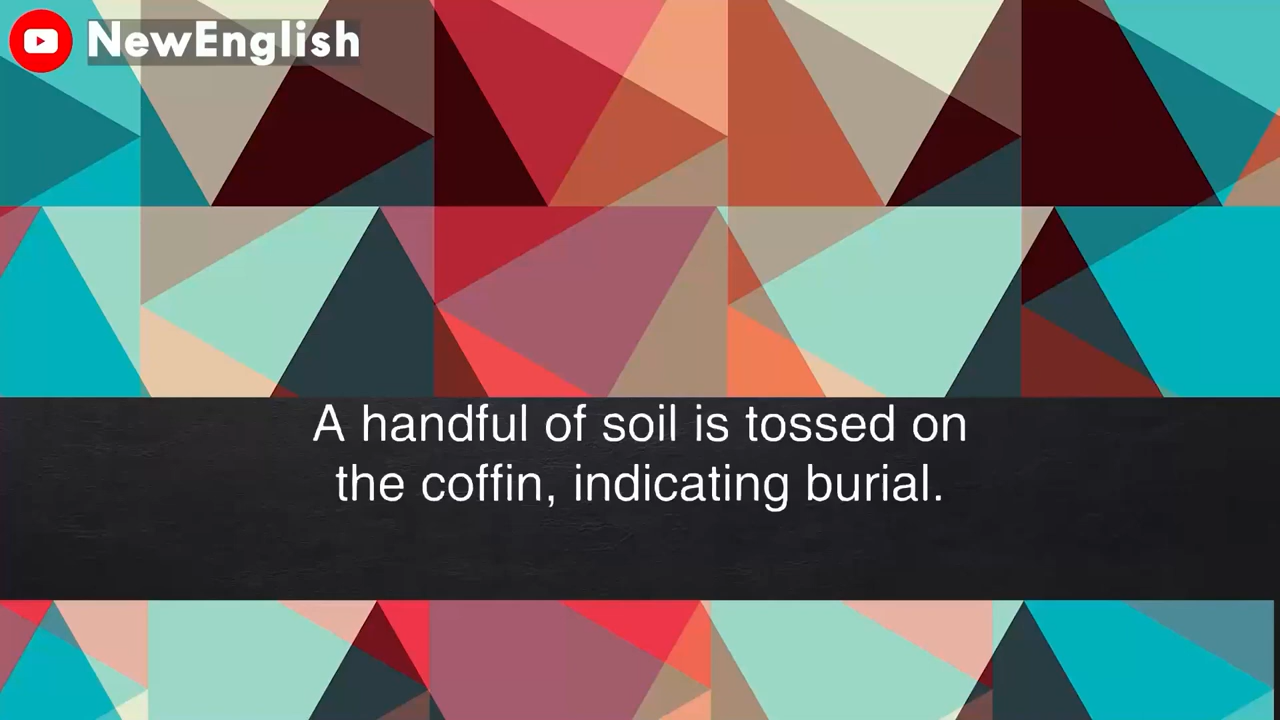 NewEnglish
A handful of soil is tossed on
the coffin, indicating burial.